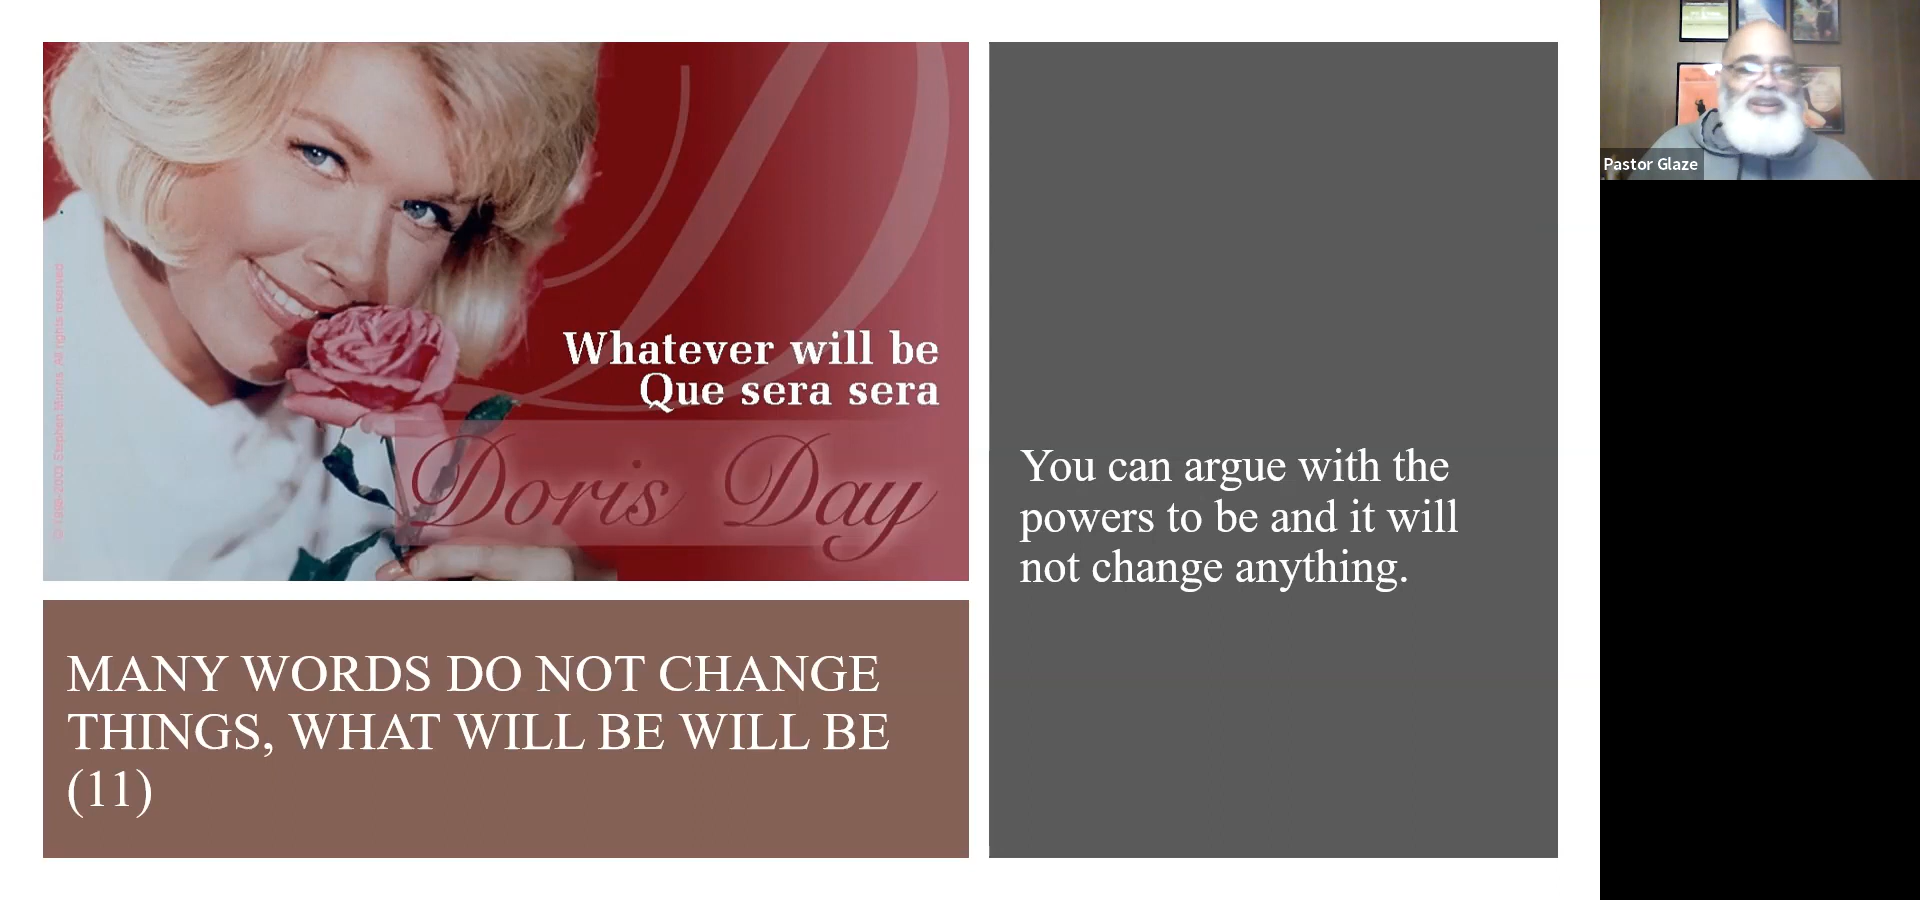 Whatever will be
Que sera sera
Doris Day
MANY WORDS DO NOT CHANGE
THINGS, WHAT WILL BE WILL BE
(11)
You can argue with the
powers to be and it will
not change anything.
Pastor Glaze